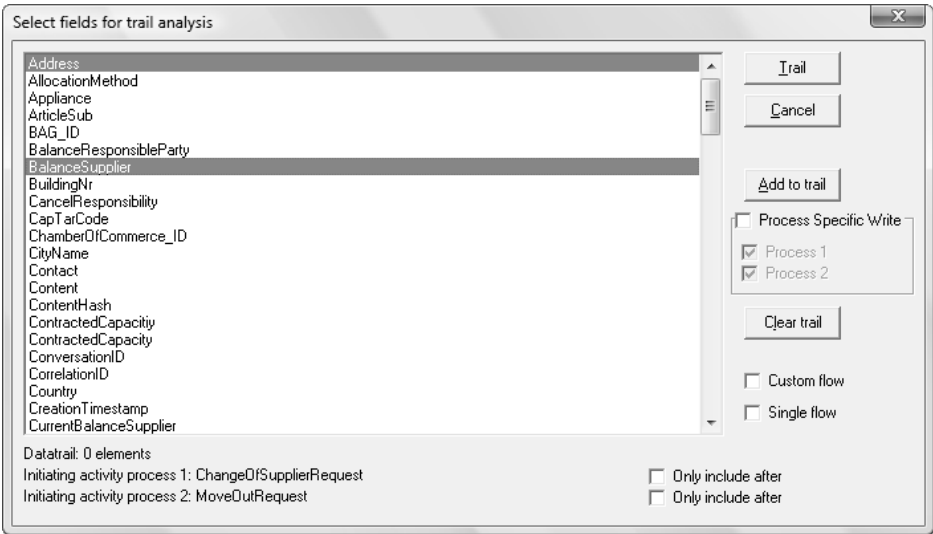 Select fields for trail analysis
Address
AllocationMethod
Appliance
ArticleSub
BAG_ID
BalanceResponsibleParty
BalanceSupplier
BuildingNr
CancelResponsibility
CapTarCode
ChamberOfCommerce_ID
CityName
Contact
Content
ContentHash
ContractedCapacitiy
ContractedCapacity
ConversationID
CorrelationID
Country
CreationTimestamp
CurrentBalanceSupplier
Trail
Cancel
Add to trail
Process Specific Write
Process 1
Process 2
Clear trail
Custom flow
Single flow
Datatrail: 0 elements
Initiating activity process 1: ChangeOfSupplierRequest
Only include after
Initiating activity process 2: MoveOutRequest
Only include after